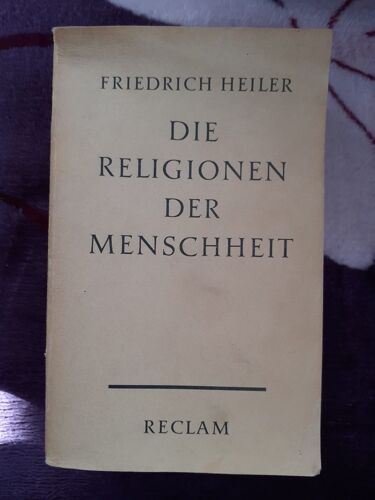 FRIEDRICH HEILER
DIE
RELIGIONEN
DER
MENSCHHEIT
RECLAM